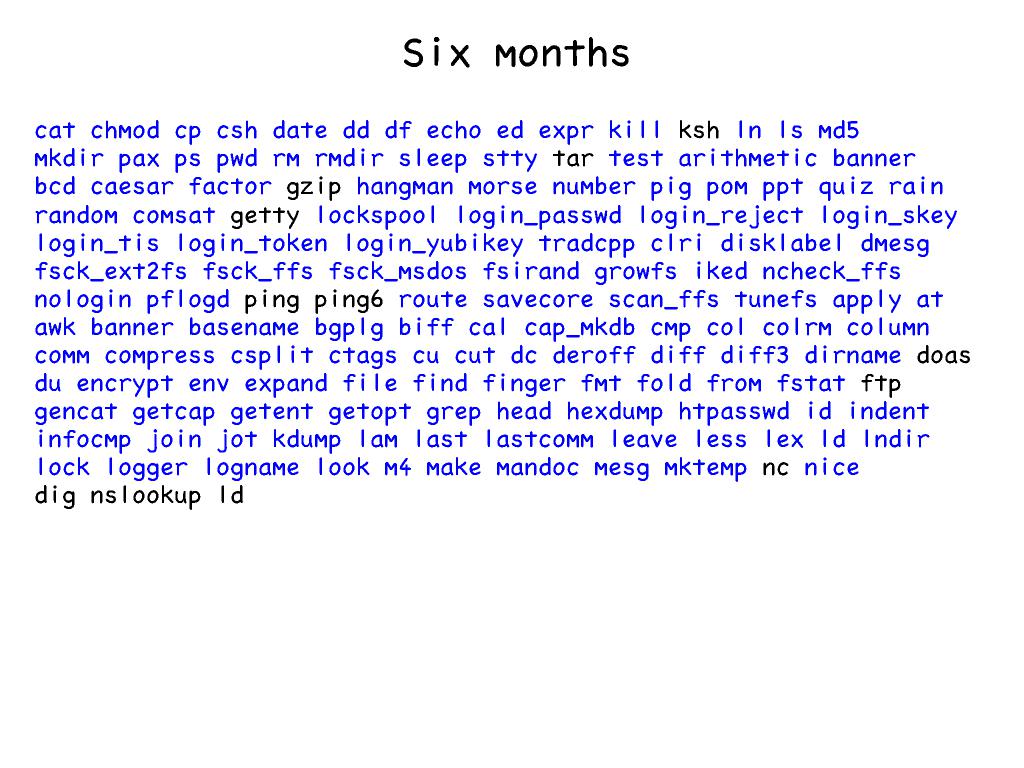 Six months
cat chmod cp csh date dd df echo ed expr kill ksh ln ls md5
mkdir pax ps pwd rm rmdir sleep stty tar test arithmetic banner
bcd caesar factor gzip hangman morse number pig pom ppt quiz rain
random comsat getty lockspool login_passwd login_reject login_skey
login_tis login_token login_yubikey tradcpp clri disklabel dmesg
fsck_ext2fs fsck_ffs fsck_msdos fsirand growfs iked ncheck_ffs
nologin pflogd ping ping6 route savecore scan_ffs tunefs apply at
awk banner basename bgplg biff cal cap_mkdb cmp col colrm column
comm compress csplit ctags cu cut dc deroff diff diff3 dirname doas
du encrypt env expand file find finger fmt fold from fstat ftp
gencat getcap getent getopt grep head hexdump htpasswd id indent
infocmp join jot kdump lam last lastcomm leave less lex ld lndir
lock logger logname look m4 make mandoc mesg mktemp nc nice
dig nslookup ld